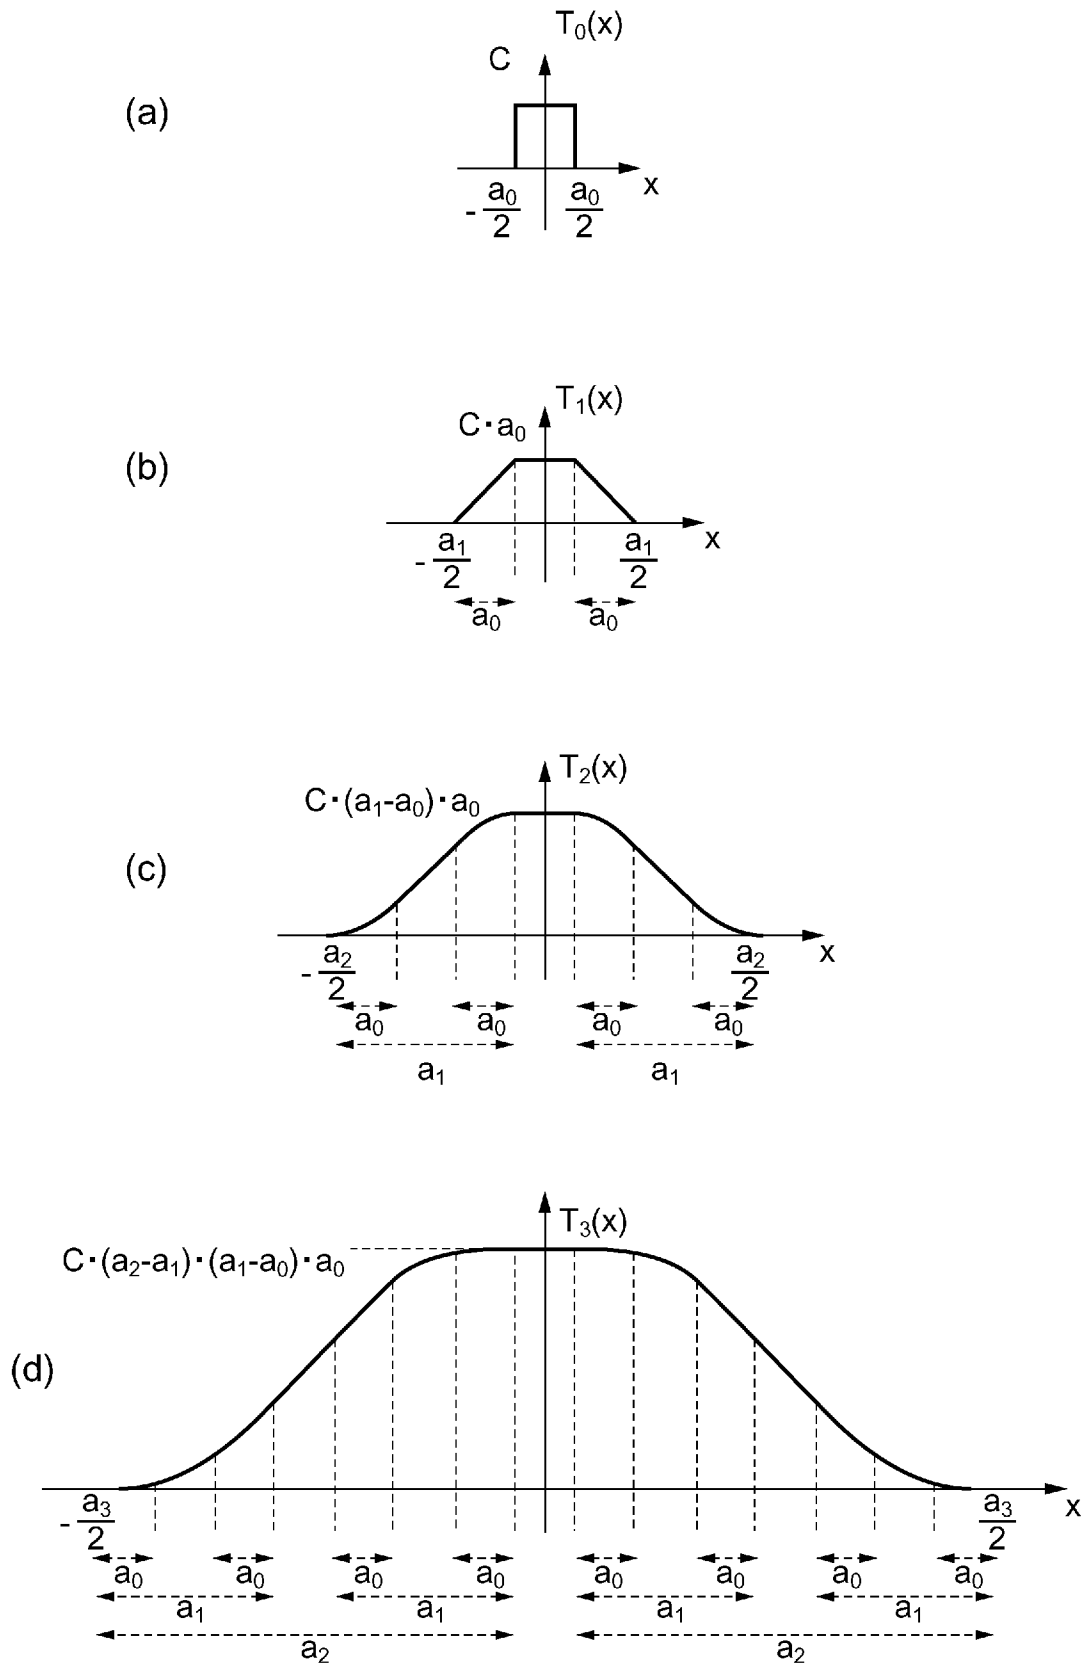 T0(x)
C
(a)
x
- a0/2 a0/2
T1(x)
C·a0
(b)
x
- a1/2 a1/2
a0 a0
T2(x)
C·(a1-a0)·a0
(c)
x
- a2/2 a2/2
a0 a0 a0 a0
a1 a1
T3(x)
C·(a2-a1)·(a1-a0)·a0
(d)
x
- a3/2 a3/2
a0 a0 a0 a0 a0 a0 a0 a0
a1 a1 a1 a1
a2 a2